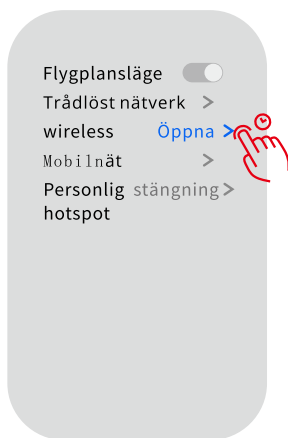 Flygplansläge
Trådlöst nätverk >
wireless Öppna >
Mobilnät >
Personlig stängning >
hotspot